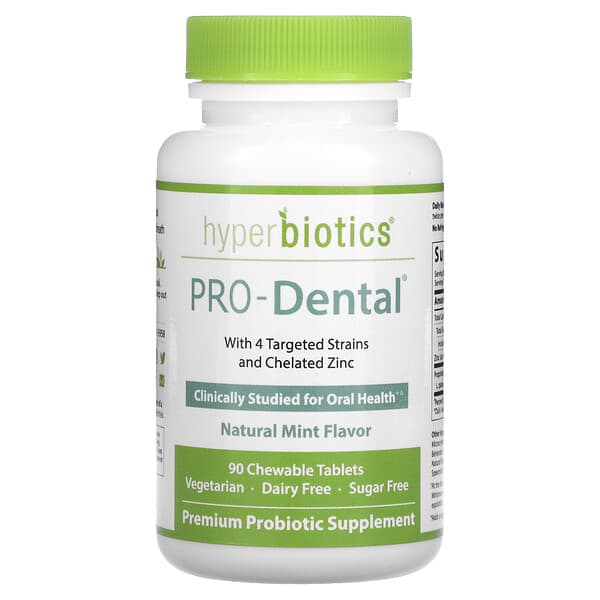 hyperbiotics®
PRO-Dental®
With 4 Targeted Strains
and Chelated Zinc
Clinically Studied for Oral Health*^
Natural Mint Flavor
90 Chewable Tablets
Vegetarian · Dairy Free · Sugar Free
Premium Probiotic Supplement